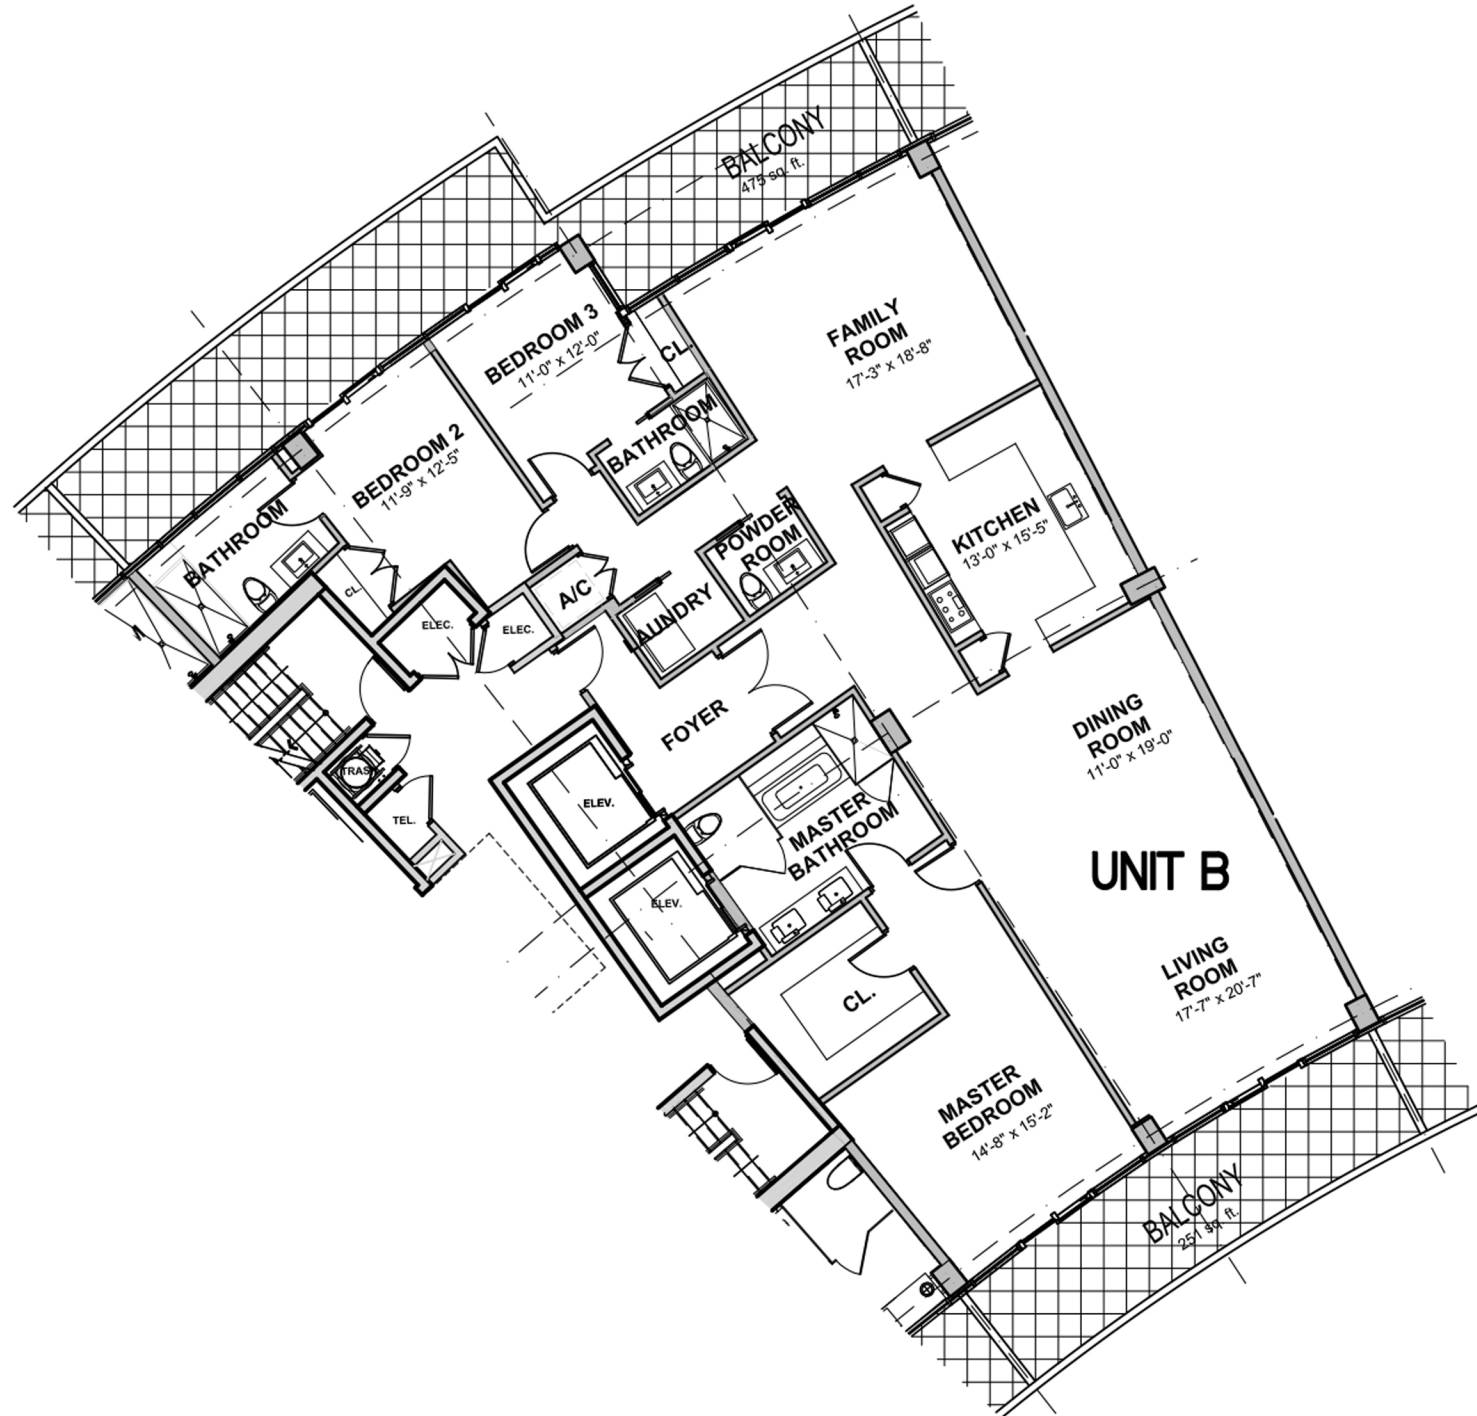 BALCONY
475 sq. ft.
FAMILY
ROOM
17'-3" x 18'-8"
BEDROOM 3
11'-0" x 12'-0"
CL.
BATHROOM
BEDROOM 2
11'-9" x 12'-5"
BATHROOM
CL.
ELEC.
ELEC.
A/C
LAUNDRY
POWDER
ROOM
KITCHEN
13'-0" x 15'-5"
FOYER
DINING
ROOM
11'-0" x 19'-0"
TRASH
TEL.
ELEV.
ELEV.
MASTER
BATHROOM
UNIT B
LIVING
ROOM
17'-7" x 20'-7"
CL.
MASTER
BEDROOM
14'-8" x 15'-2"
BALCONY
251 sq. ft.